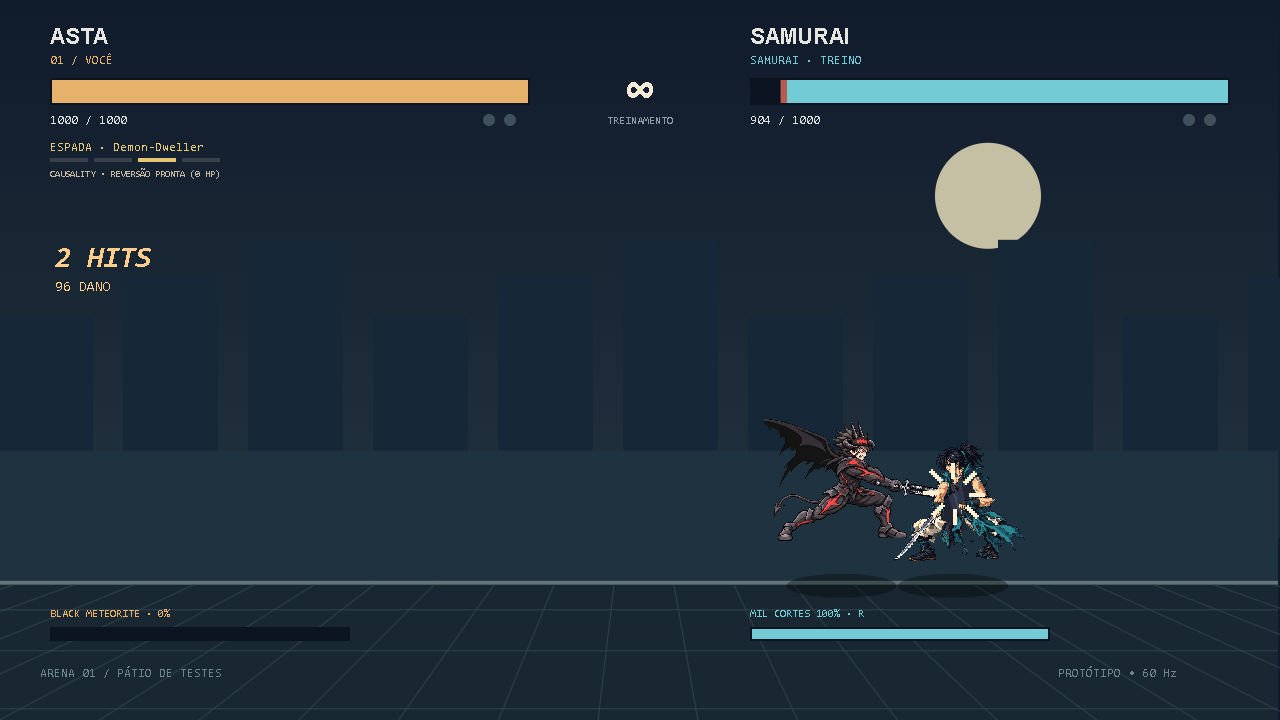 ASTA
01 / VOCÊ
1000 / 1000
ESPADA · Demon-Dweller
CAUSALITY · REVERSÃO PRONTA (0 HP)
∞
TREINAMENTO
SAMURAI
SAMURAI · TREINO
904 / 1000
2 HITS
96 DANO
BLACK METEORITE · 0%
MIL CORTES 100% · R
ARENA 01 / PÁTIO DE TESTES
PROTÓTIPO • 60 Hz